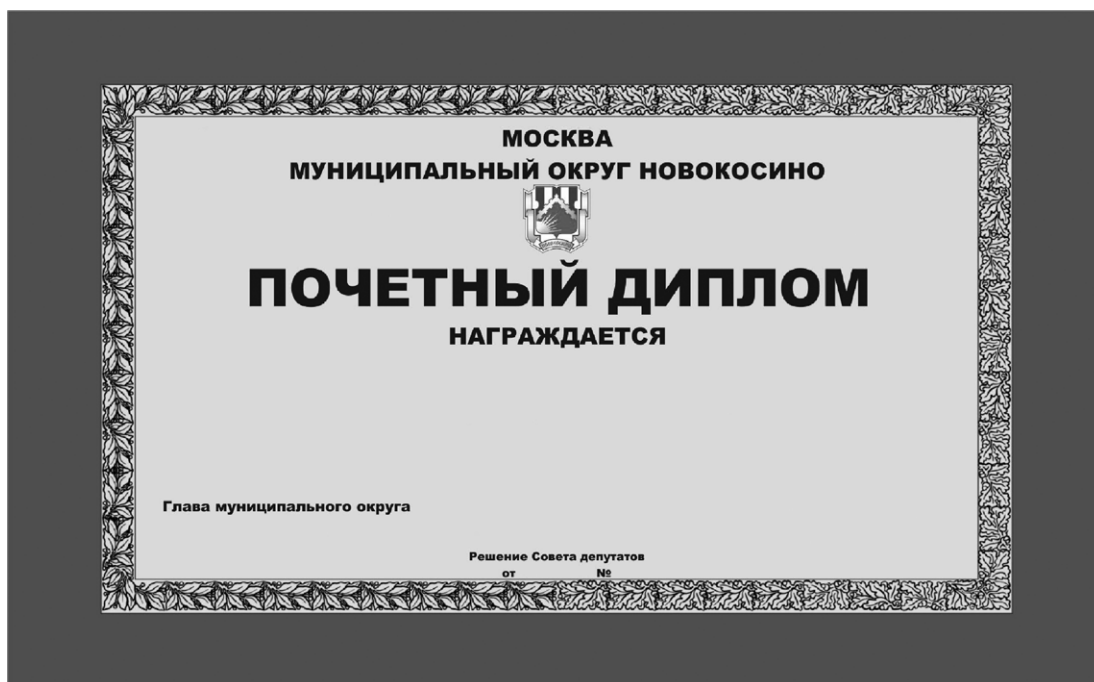 МОСКВА
МУНИЦИПАЛЬНЫЙ ОКРУГ НОВОКОСИНО
ПОЧЕТНЫЙ ДИПЛОМ
НАГРАЖДАЕТСЯ
Глава муниципального округа
Решение Совета депутатов
от №